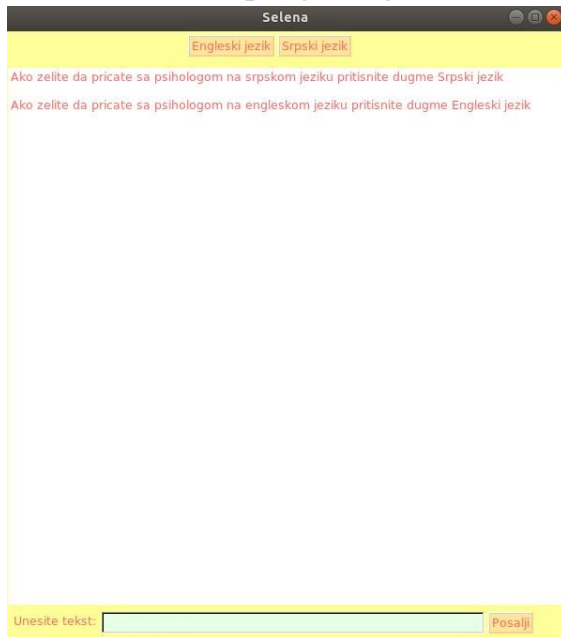 Selena
Engleski jezik Srpski jezik
Ako zelite da pricate sa psihologom na srpskom jeziku pritisnite dugme Srpski jezik
Ako zelite da pricate sa psihologom na engleskom jeziku pritisnite dugme Engleski jezik
Unesite tekst: Posalji